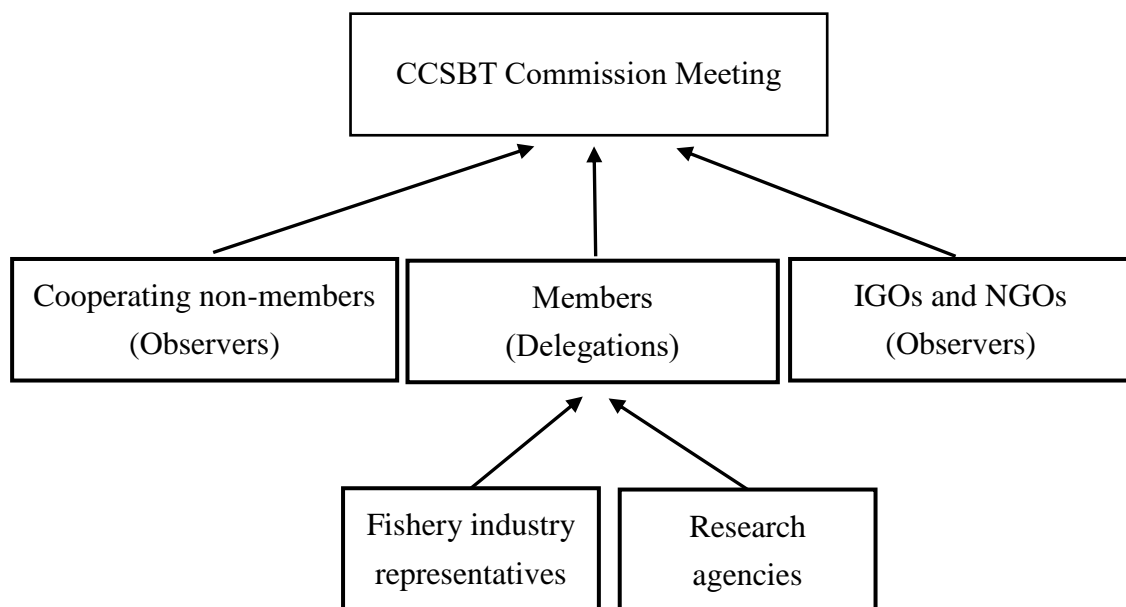 CCSBT Commission Meeting
Cooperating non-members
(Observers)
Members
(Delegations)
IGOs and NGOs
(Observers)
Fishery industry
representatives
Research
agencies